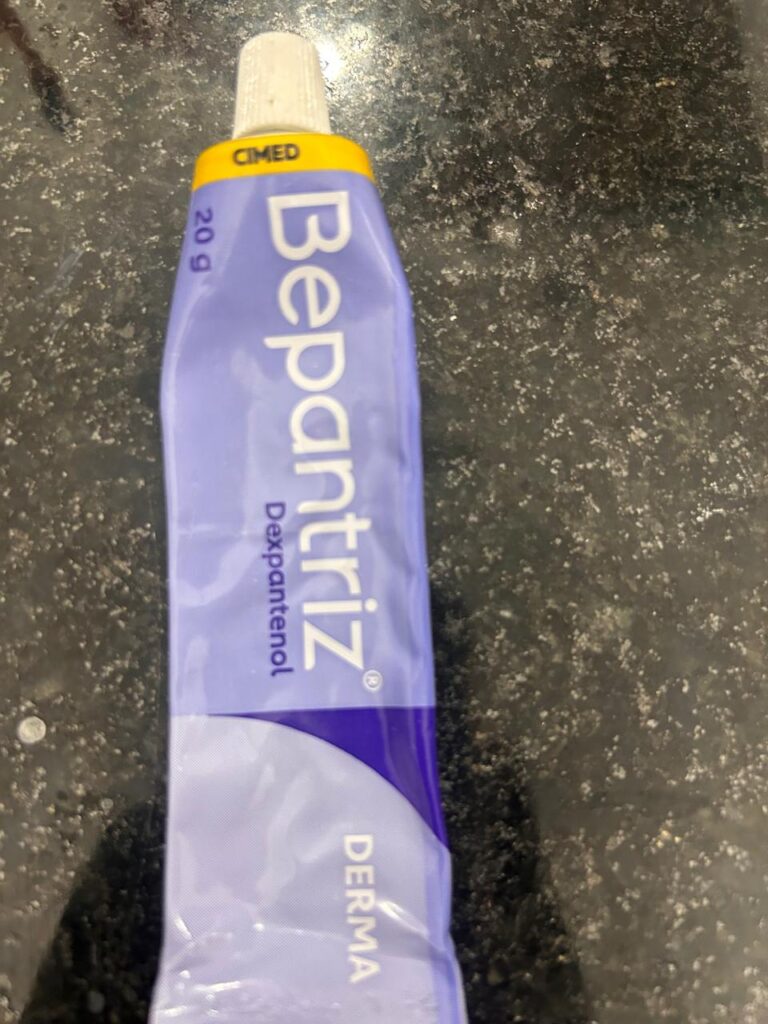 CIMED
20 g
Bepantriz®
Dexpantenol
DERMA